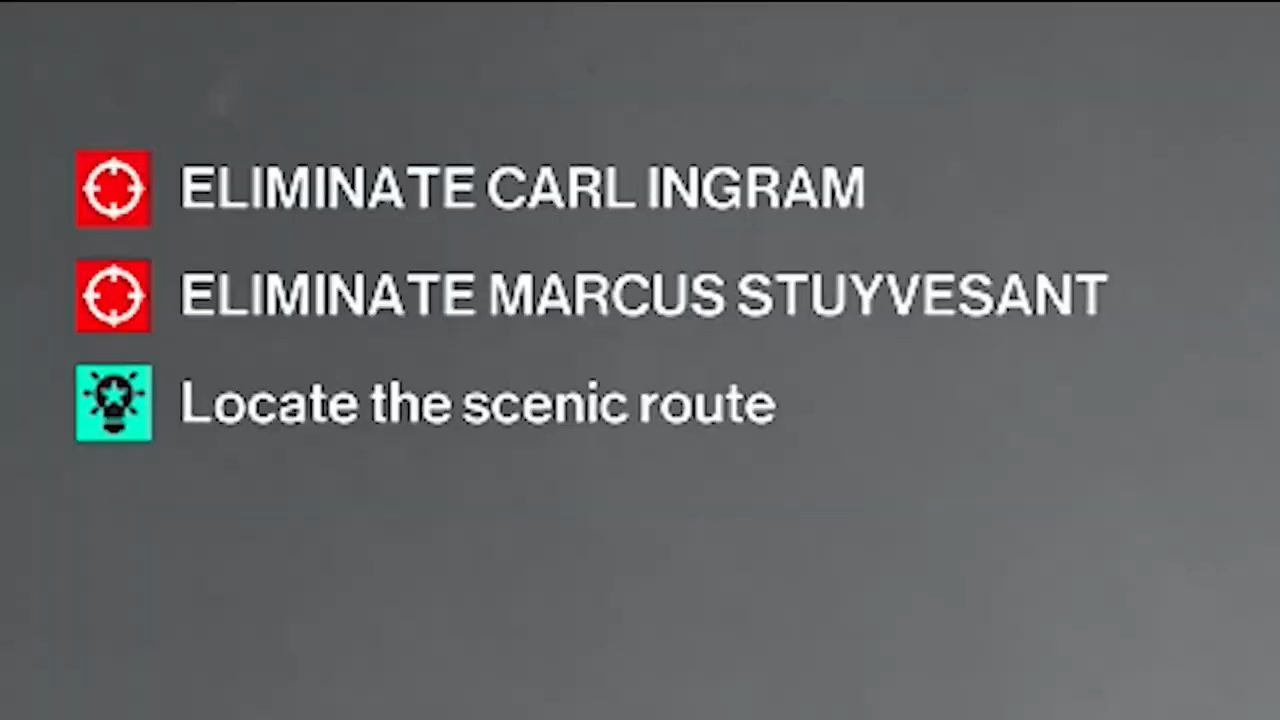 ELIMINATE CARL INGRAM
ELIMINATE MARCUS STUYVESANT
Locate the scenic route